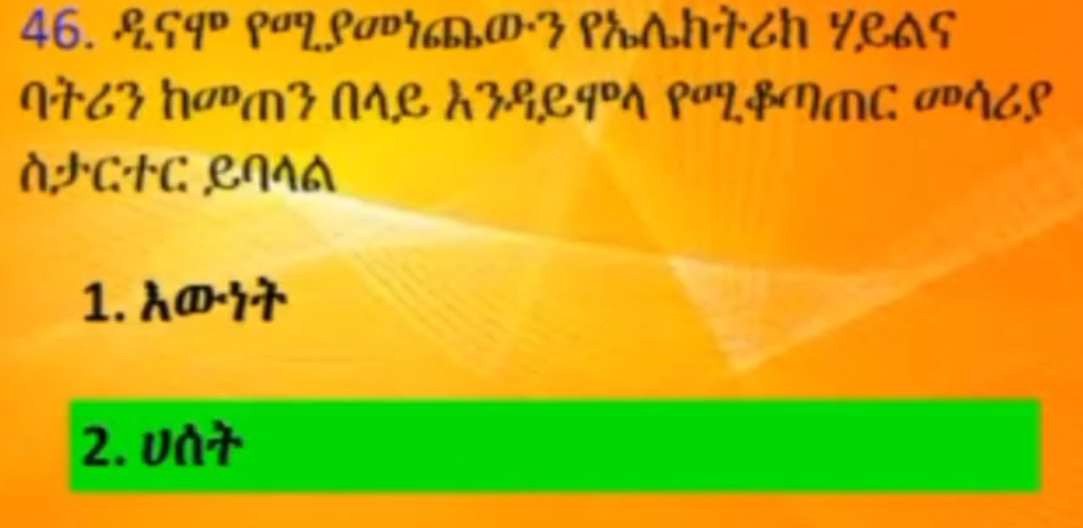 46. ዲናሞ የሚያመነጨውን የኤሌክትሪክ ሃይልና
ባትሪን ከመጠን በላይ እንዳይሞላ የሚቆጣጠር መሳሪያ
ስታርተር ይባላል
1. እውነት
2. ሀሰት